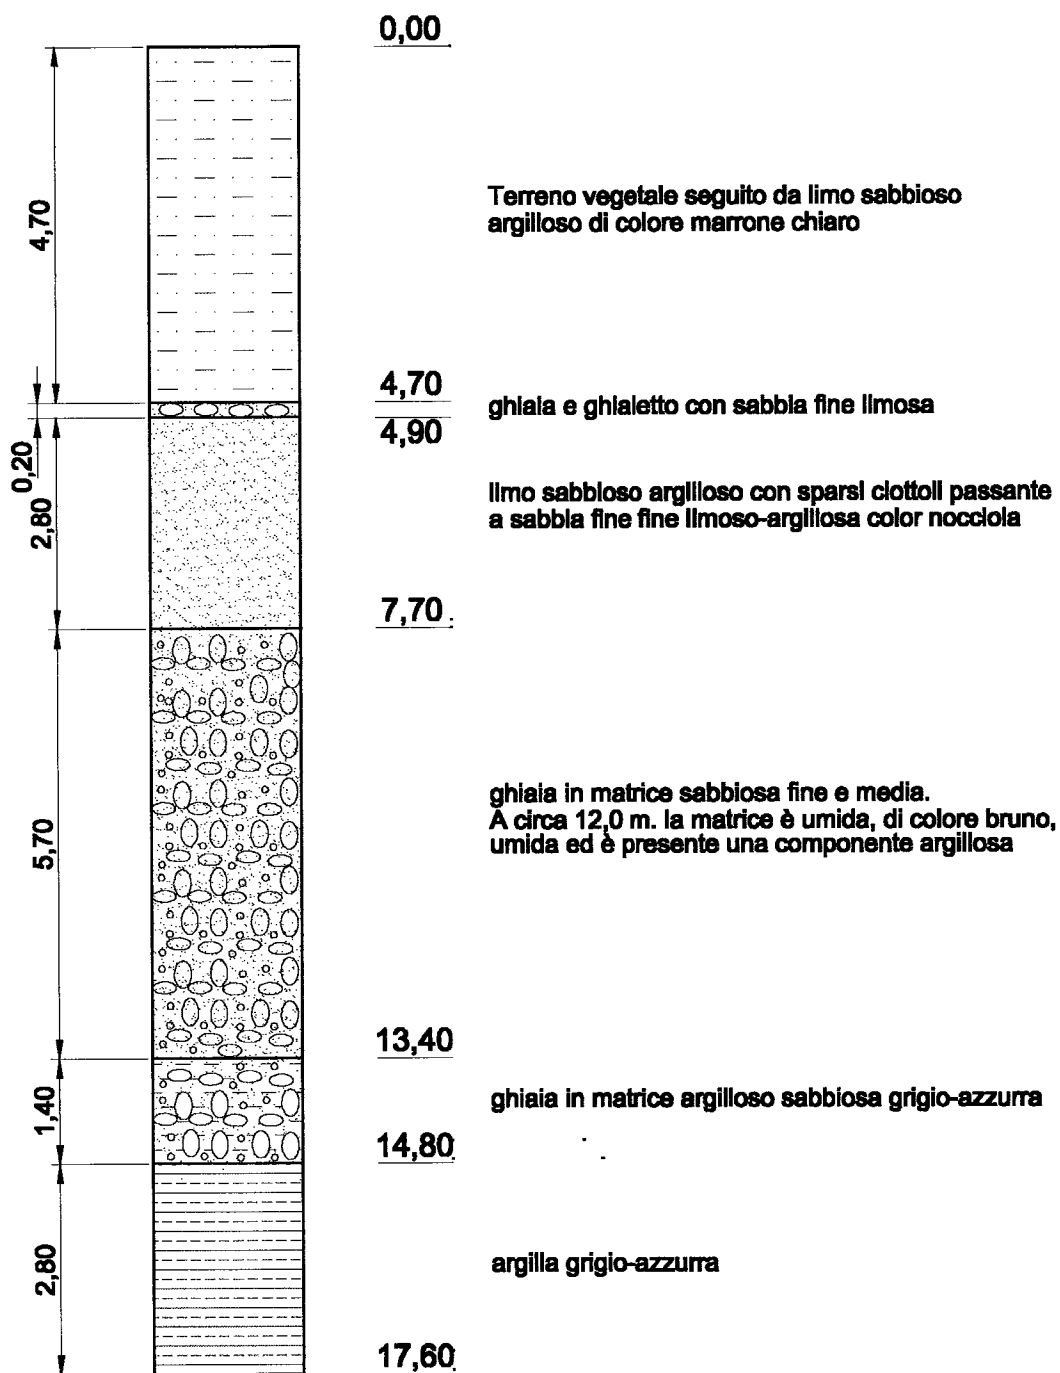 0,00
4,70
Terreno vegetale seguito da limo sabbioso
argilloso di colore marrone chiaro
4,70
ghiaia e ghiaietto con sabbia fine limosa
4,90
0,20
2,80
limo sabbioso argilloso con sparsi ciottoli passante
a sabbia fine fine limoso-argillosa color nocciola
7,70
5,70
ghiaia in matrice sabbiosa fine e media.
A circa 12,0 m. la matrice è umida, di colore bruno,
umida ed è presente una componente argillosa
13,40
1,40
ghiaia in matrice argilloso sabbiosa grigio-azzurra
14,80
2,80
argilla grigio-azzurra
17,60